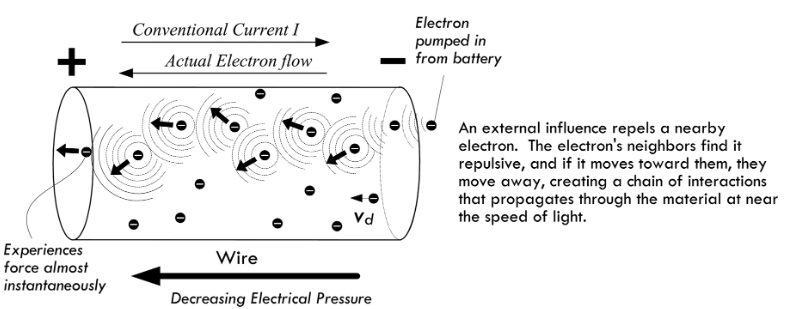 Conventional Current I
Actual Electron flow
+
−
Electron
pumped in
from battery
An external influence repels a nearby
electron. The electron's neighbors find it
repulsive, and if it moves toward them, they
move away, creating a chain of interactions
that propagates through the material at near
the speed of light.
vd
Experiences
force almost
instantaneously
Wire
Decreasing Electrical Pressure